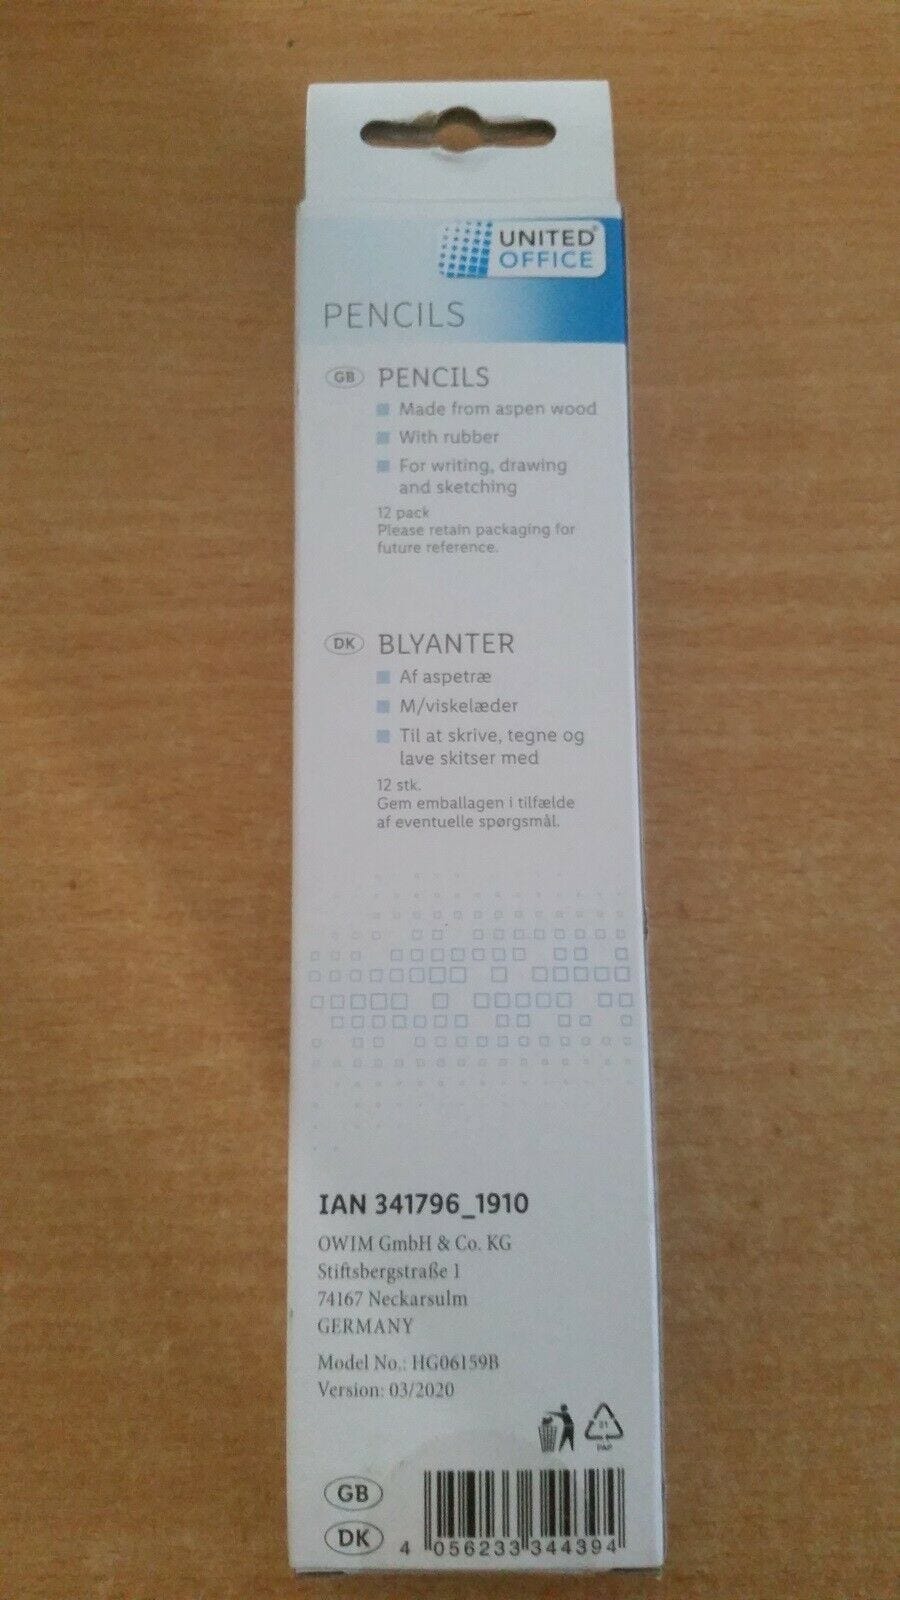 UNITED®
OFFICE
PENCILS
GB PENCILS
Made from aspen wood
With rubber
For writing, drawing
and sketching
12 pack
Please retain packaging for
future reference.
DK BLYANTER
Af aspetræ
M/viskelæder
Til at skrive, tegne og
lave skitser med
12 stk.
Gem emballagen i tilfælde
af eventuelle spørgsmål.
IAN 341796_1910
OWIM GmbH & Co. KG
Stiftsbergstraße 1
74167 Neckarsulm
GERMANY
Model No.: HG06159B
Version: 03/2020
21
PAP
GB
DK
4 056233 344394